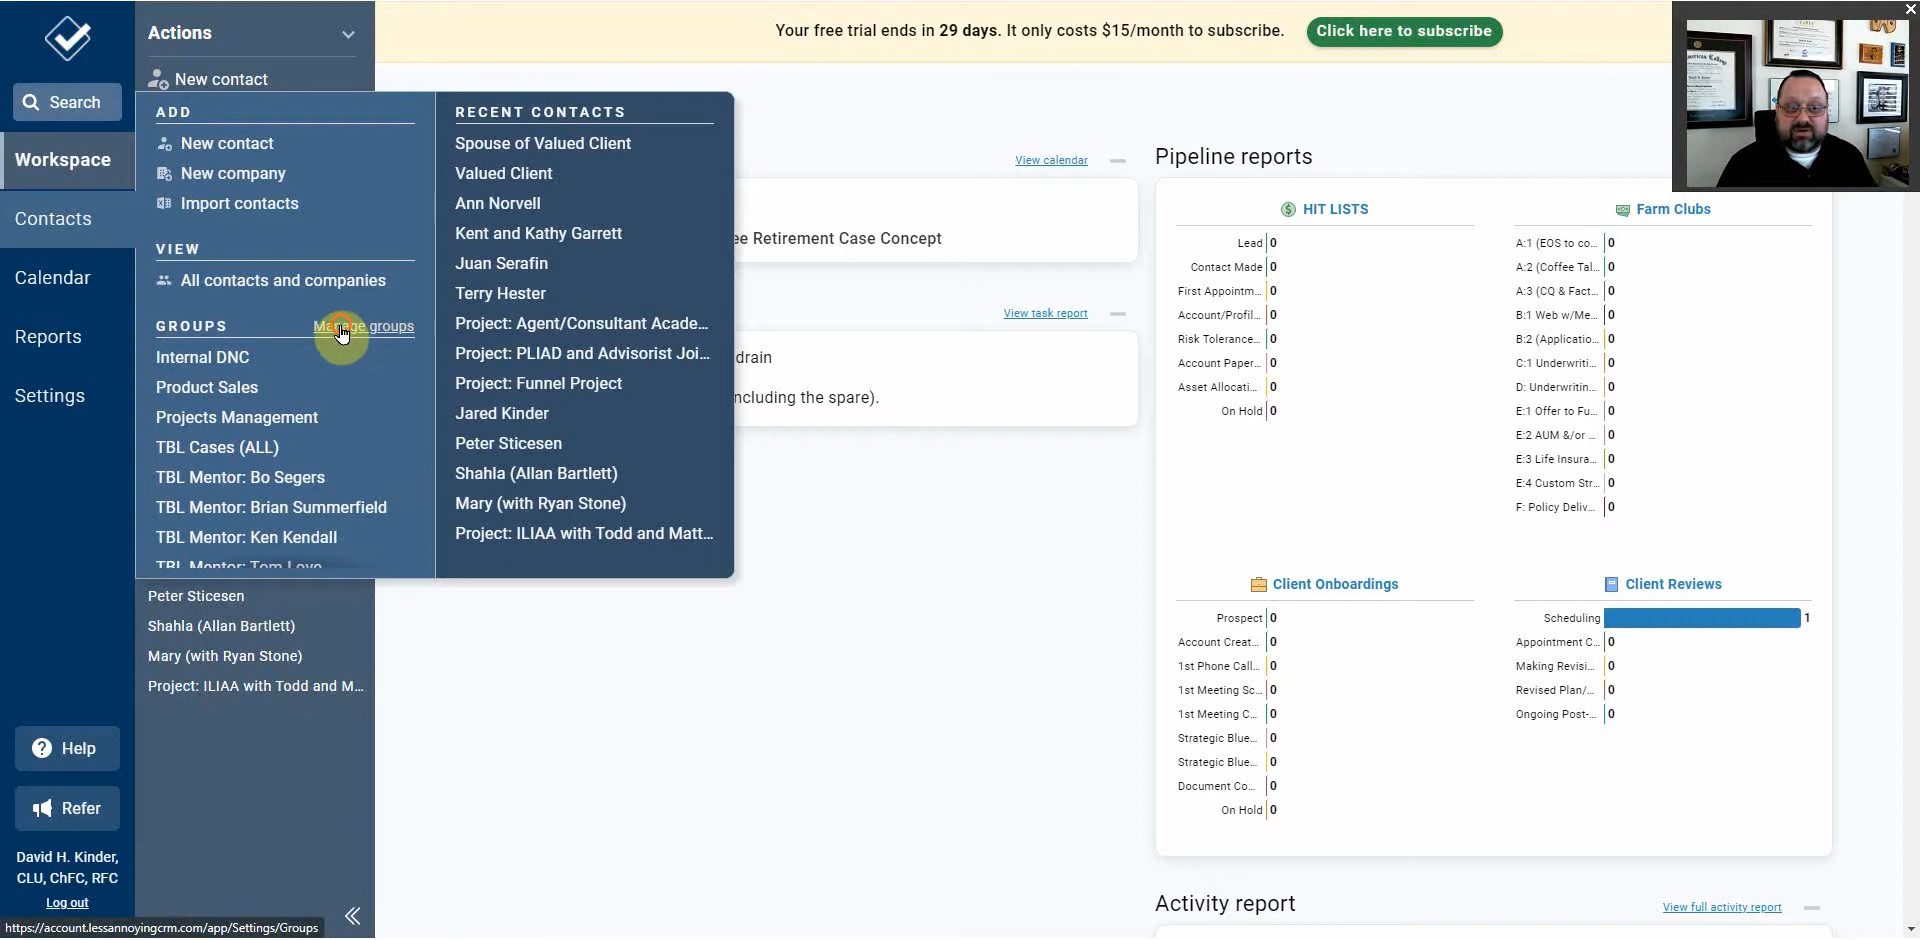 Actions
New contact
Search
Workspace
Contacts
Calendar
Reports
Settings
Help
Refer
David H. Kinder,
CLU, ChFC, RFC
Log out
ADD
New contact
New company
Import contacts
VIEW
All contacts and companies
GROUPS
Manage groups
Internal DNC
Product Sales
Projects Management
TBL Cases (ALL)
TBL Mentor: Bo Segers
TBL Mentor: Brian Summerfield
TBL Mentor: Ken Kendall
TBL Mentor: Tom Love
RECENT CONTACTS
Spouse of Valued Client
Valued Client
Ann Norvell
Kent and Kathy Garrett
Juan Serafin
Terry Hester
Project: Agent/Consultant Acade...
Project: PLIAD and Advisorist Joi...
Project: Funnel Project
Jared Kinder
Peter Sticesen
Shahla (Allan Bartlett)
Mary (with Ryan Stone)
Project: ILIAA with Todd and Matt...
Peter Sticesen
Shahla (Allan Bartlett)
Mary (with Ryan Stone)
Project: ILIAA with Todd and M...
Your free trial ends in 29 days. It only costs $15/month to subscribe.
Click here to subscribe
View calendar
ee Retirement Case Concept
View task report
drain
ncluding the spare).
Pipeline reports
HIT LISTS
Lead 0
Contact Made 0
First Appointm... 0
Account/Profil... 0
Risk Tolerance... 0
Account Paper... 0
Asset Allocati... 0
On Hold 0
Farm Clubs
A:1 (EOS to co... 0
A:2 (Coffee Tal... 0
A:3 (CQ & Fact... 0
B:1 Web w/Me... 0
B:2 (Applicatio... 0
C:1 Underwriti... 0
D: Underwritin... 0
E:1 Offer to Fu... 0
E:2 AUM &/or ... 0
E:3 Life Insura... 0
E:4 Custom Str... 0
F: Policy Deliv... 0
Client Onboardings
Prospect 0
Account Creat... 0
1st Phone Call... 0
1st Meeting Sc... 0
1st Meeting C... 0
Strategic Blue... 0
Strategic Blue... 0
Document Co... 0
On Hold 0
Client Reviews
Scheduling 1
Appointment C... 0
Making Revisi... 0
Revised Plan/... 0
Ongoing Post-... 0
Activity report
View full activity report
https://account.lessannoyingcrm.com/app/Settings/Groups